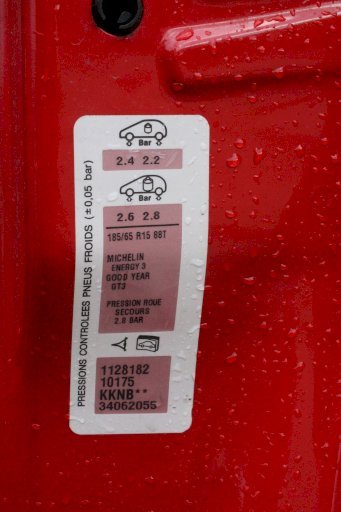 PRESSIONS CONTROLEES PNEUS FROIDS (±0,05 bar)
Bar
2.4 2.2
Bar
2.6 2.8
185/65 R15 88T
MICHELIN
ENERGY 3
GOOD YEAR
GT3
PRESSION ROUE
SECOURS
2.8 BAR
1128182
10175
KKNB**
34062055